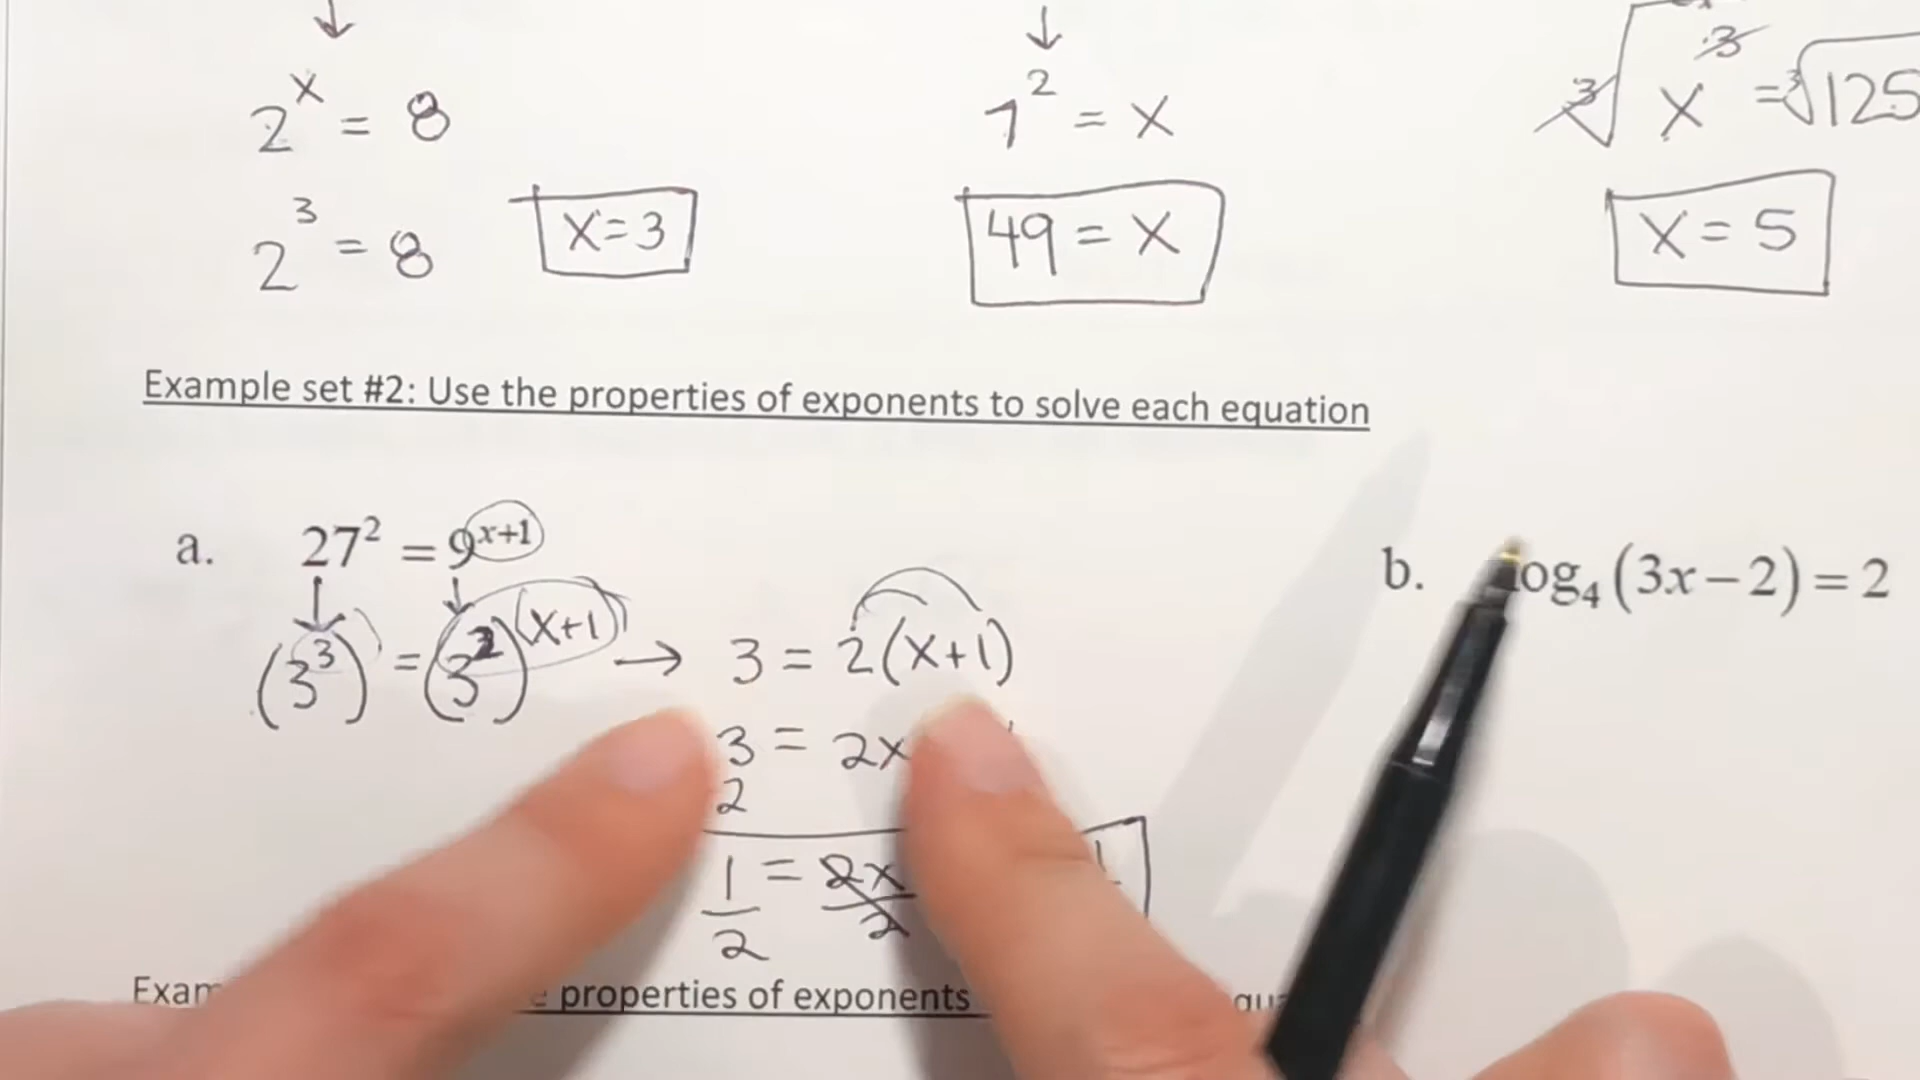 ↓ ↓
2^x = 8
7^2 = x
∛x^3 = ∛125
2^3 = 8
x = 3
49 = x
x = 5
Example set #2: Use the properties of exponents to solve each equation
a. 27² = 9^(x+1)
b. log₄(3x − 2) = 2
(3^3) = (3^2)^(x+1) → 3 = 2(x+1)
3 = 2x
2
1/2 = 2x/2
properties of exponents